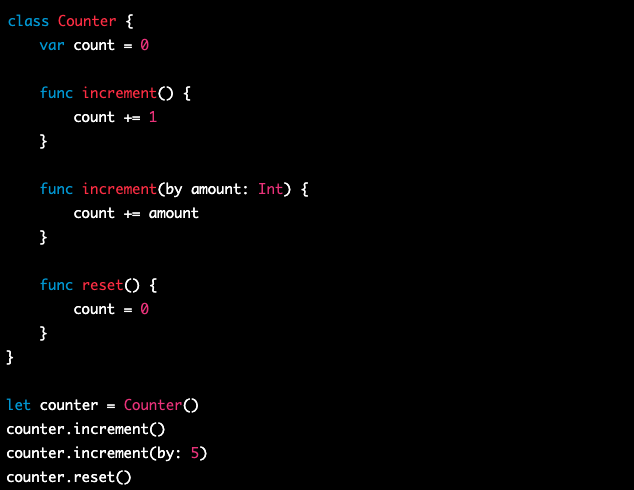 class Counter {
    var count = 0
    func increment() {
        count += 1
    }
    func increment(by amount: Int) {
        count += amount
    }
    func reset() {
        count = 0
    }
}
let counter = Counter()
counter.increment()
counter.increment(by: 5)
counter.reset()